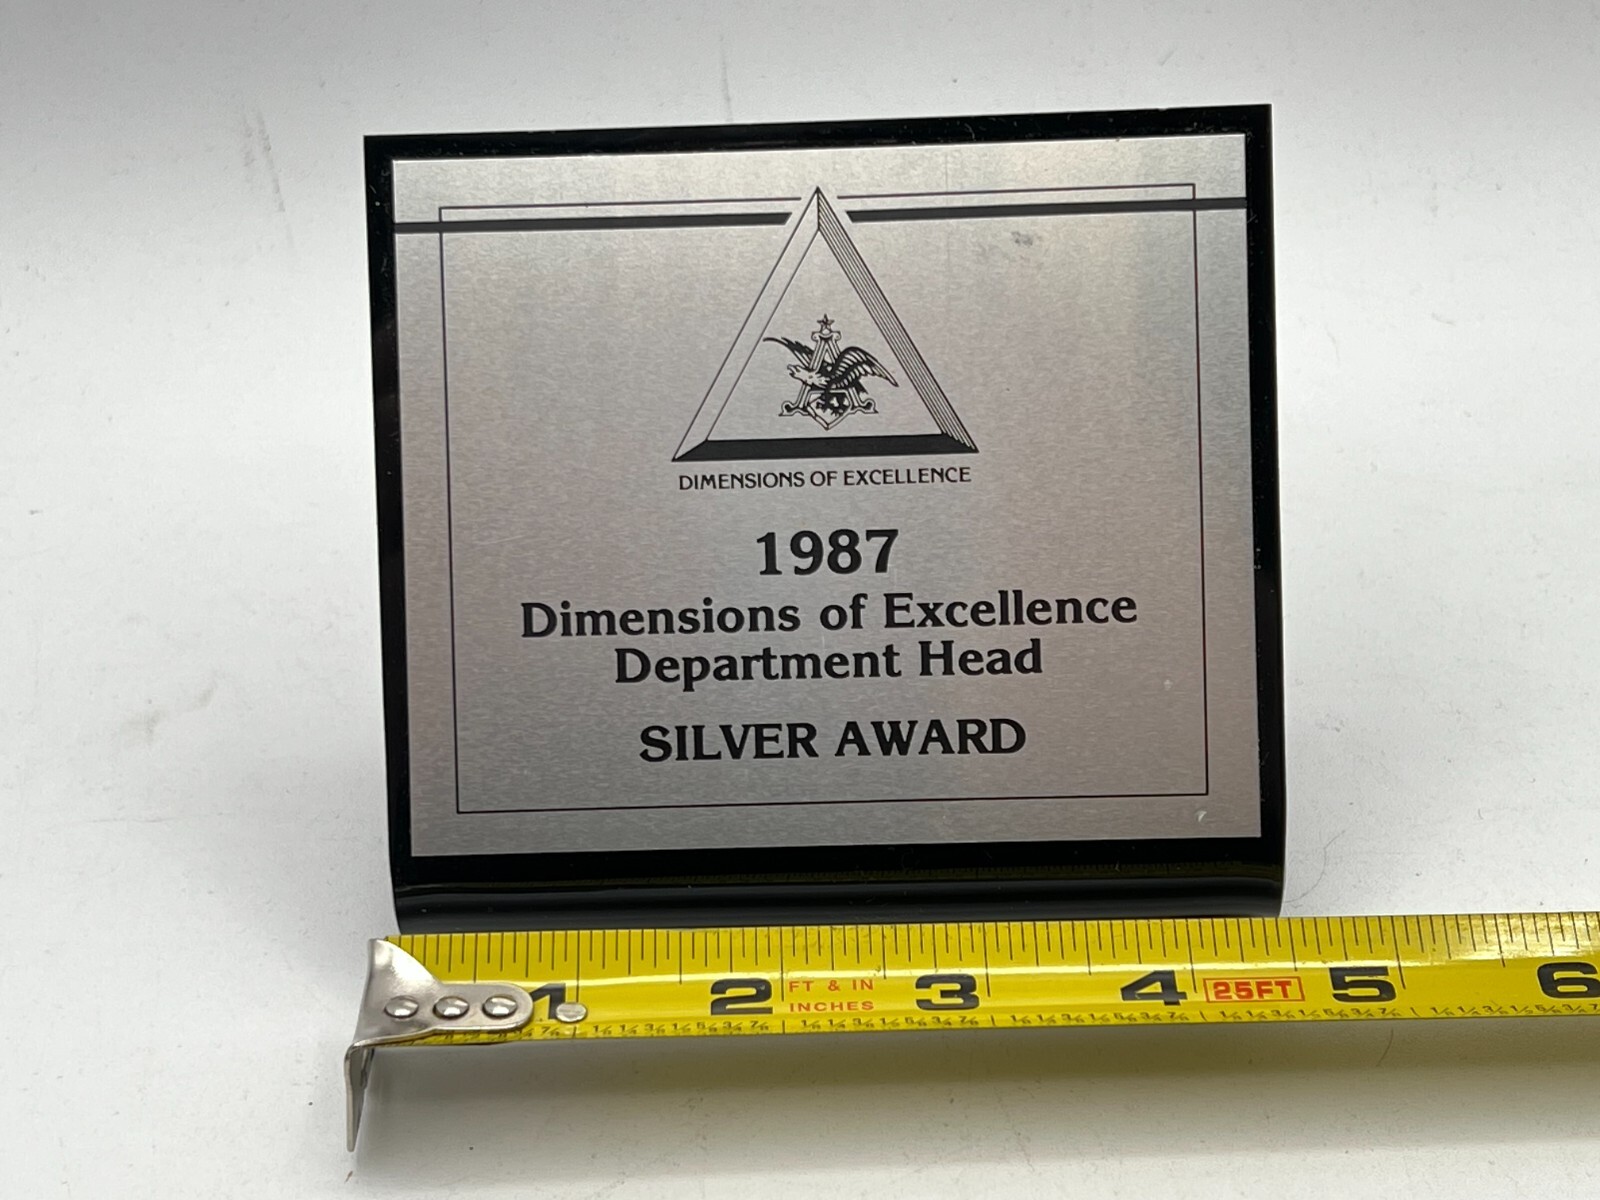 DIMENSIONS OF EXCELLENCE
1987
Dimensions of Excellence
Department Head
SILVER AWARD
1 2 FT & IN 3 4 25FT 5 6
INCHES